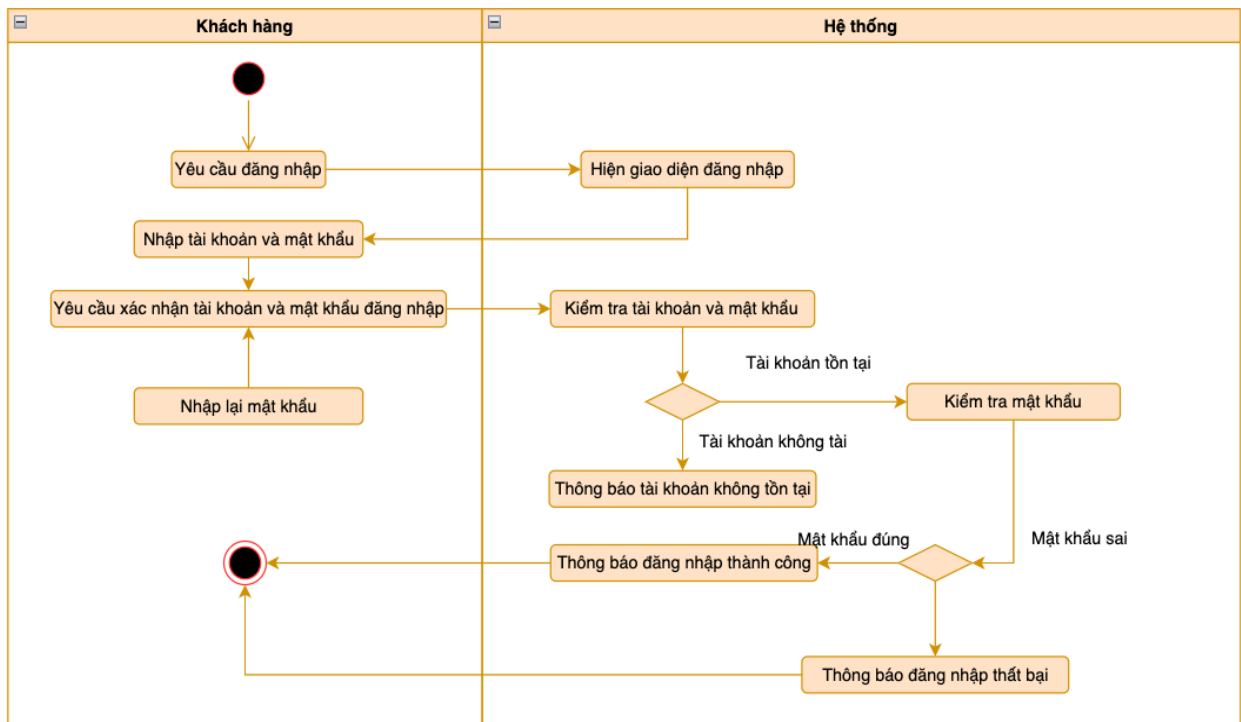 Khách hàng
Hệ thống
Yêu cầu đăng nhập
Hiện giao diện đăng nhập
Nhập tài khoản và mật khẩu
Yêu cầu xác nhận tài khoản và mật khẩu đăng nhập
Kiểm tra tài khoản và mật khẩu
Tài khoản tồn tại
Nhập lại mật khẩu
Kiểm tra mật khẩu
Tài khoản không tài
Thông báo tài khoản không tồn tại
Mật khẩu đúng
Mật khẩu sai
Thông báo đăng nhập thành công
Thông báo đăng nhập thất bại